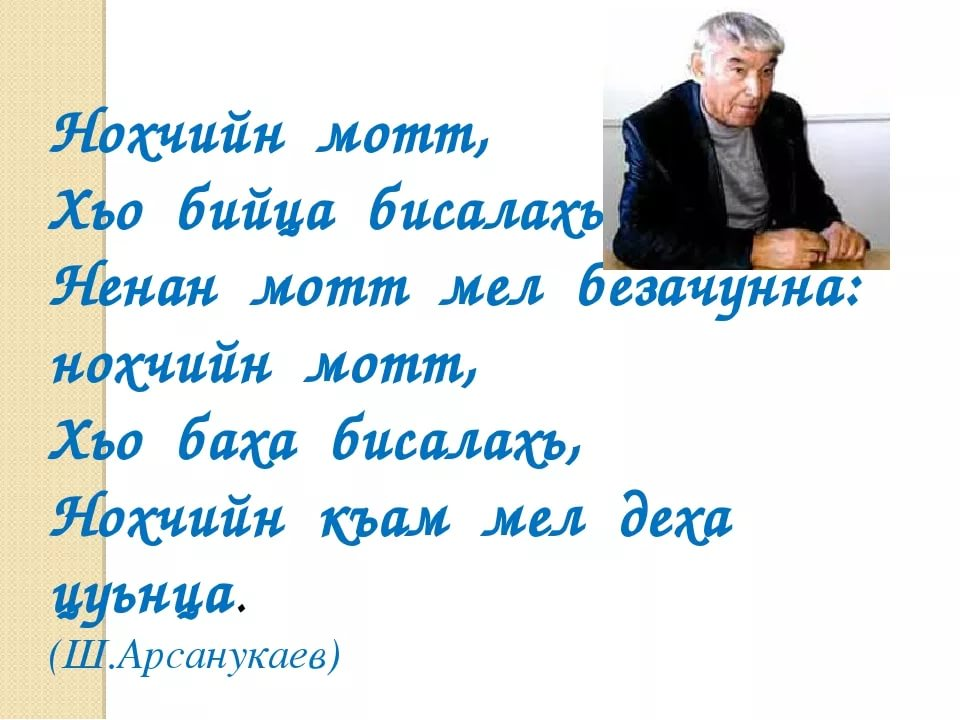 Нохчийн мотт,
Хьо бийца бисалахь
Ненан мотт мел безачунна:
нохчийн мотт,
Хьо баха бисалахь,
Нохчийн къам мел деха
цуьнца.
(Ш.Арсанукаев)